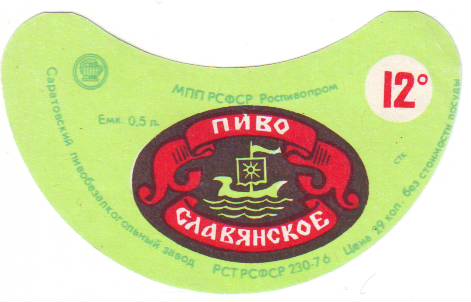 МПП РСФСР Роспивопром
12°
Емк. 0,5 л.
ПИВО
СЛАВЯНСКОЕ
стк
Саратовский пивобезалкогольный завод
РСТ РСФСР 230-76
Цена 29 коп. без стоимости посуды